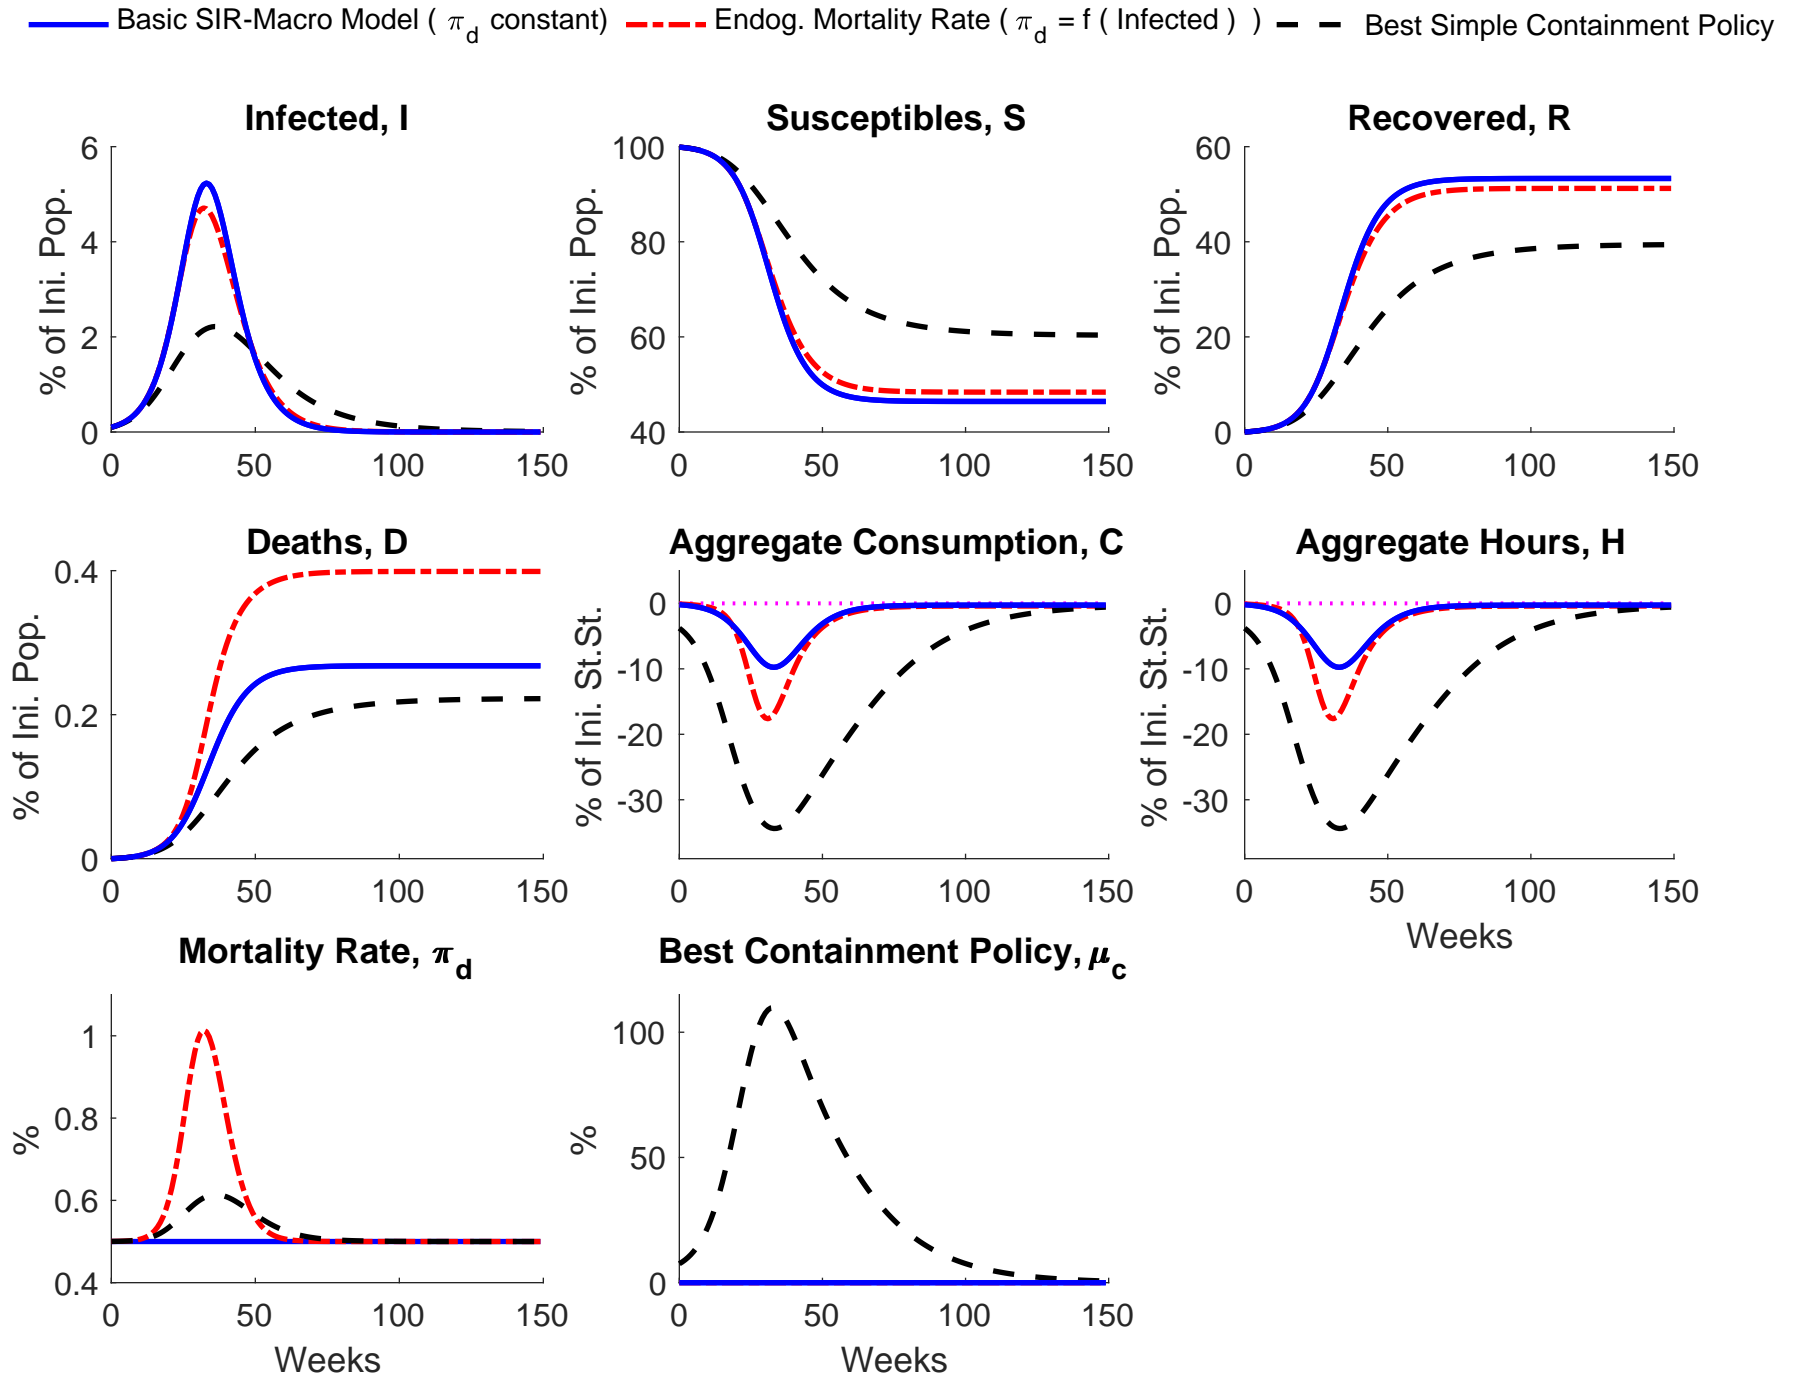 Basic SIR-Macro Model ( π_d constant)
Endog. Mortality Rate ( π_d = f ( Infected ) )
Best Simple Containment Policy
Infected, I
% of Ini. Pop.
6
4
2
0
0 50 100 150
Susceptibles, S
% of Ini. Pop.
100
80
60
40
0 50 100 150
Recovered, R
% of Ini. Pop.
60
40
20
0
0 50 100 150
Deaths, D
% of Ini. Pop.
0.4
0.2
0
0 50 100 150
Aggregate Consumption, C
% of Ini. St.St.
0
-10
-20
-30
0 50 100 150
Aggregate Hours, H
% of Ini. St.St.
0
-10
-20
-30
0 50 100 150
Weeks
Mortality Rate, π_d
%
1
0.8
0.6
0.4
0 50 100 150
Weeks
Best Containment Policy, μ_c
%
100
50
0
0 50 100 150
Weeks